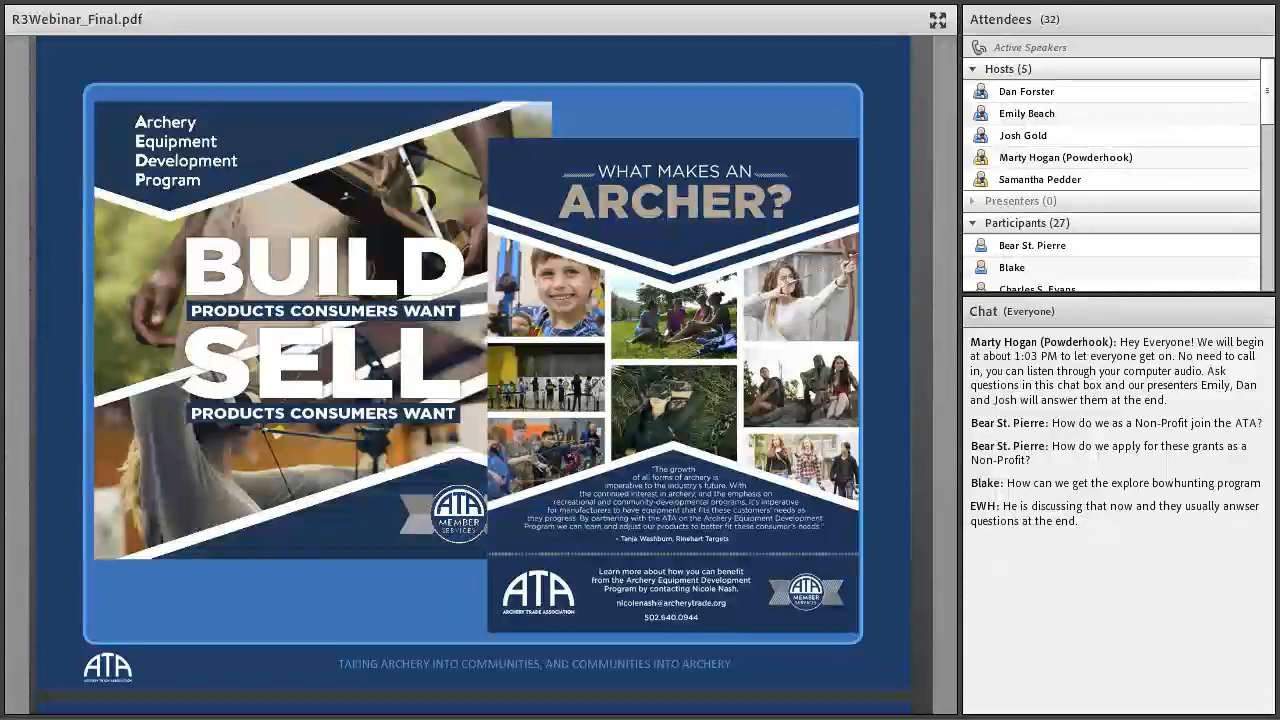 R3Webinar_Final.pdf
Archery
Equipment
Development
Program
BUILD
PRODUCTS CONSUMERS WANT
SELL
PRODUCTS CONSUMERS WANT
ATA
MEMBER
SERVICES
WHAT MAKES AN
ARCHER?
"The growth
of all forms of archery is
imperative to the industry's future. With
the continued interest in archery, and the emphasis on
recreational and community-developmental programs, it's imperative
for manufacturers to have equipment that fits these customers' needs as
they progress. By partnering with the ATA on the Archery Equipment Development
Program we can learn and adjust our products to better fit these consumer's needs."
- Tanja Washburn, Rinehart Targets
ATA
ARCHERY TRADE ASSOCIATION
Learn more about how you can benefit
from the Archery Equipment Development
Program by contacting Nicole Nash.
nicolenash@archerytrade.org
502.640.0944
ATA
MEMBER
SERVICES
ATA
ARCHERY TRADE ASSOCIATION
TAKING ARCHERY INTO COMMUNITIES, AND COMMUNITIES INTO ARCHERY
Attendees (32)
Active Speakers
Hosts (5)
Dan Forster
Emily Beach
Josh Gold
Marty Hogan (Powderhook)
Samantha Pedder
Presenters (0)
Participants (27)
Bear St. Pierre
Blake
Charles S. Evans
Chat (Everyone)
Marty Hogan (Powderhook): Hey Everyone! We will begin
at about 1:03 PM to let everyone get on. No need to call
in, you can listen through your computer audio. Ask
questions in this chat box and our presenters Emily, Dan
and Josh will answer them at the end.
Bear St. Pierre: How do we as a Non-Profit join the ATA?
Bear St. Pierre: How do we apply for these grants as a
Non-Profit?
Blake: How can we get the explore bowhunting program
EWH: He is discussing that now and they usually anwser
questions at the end.